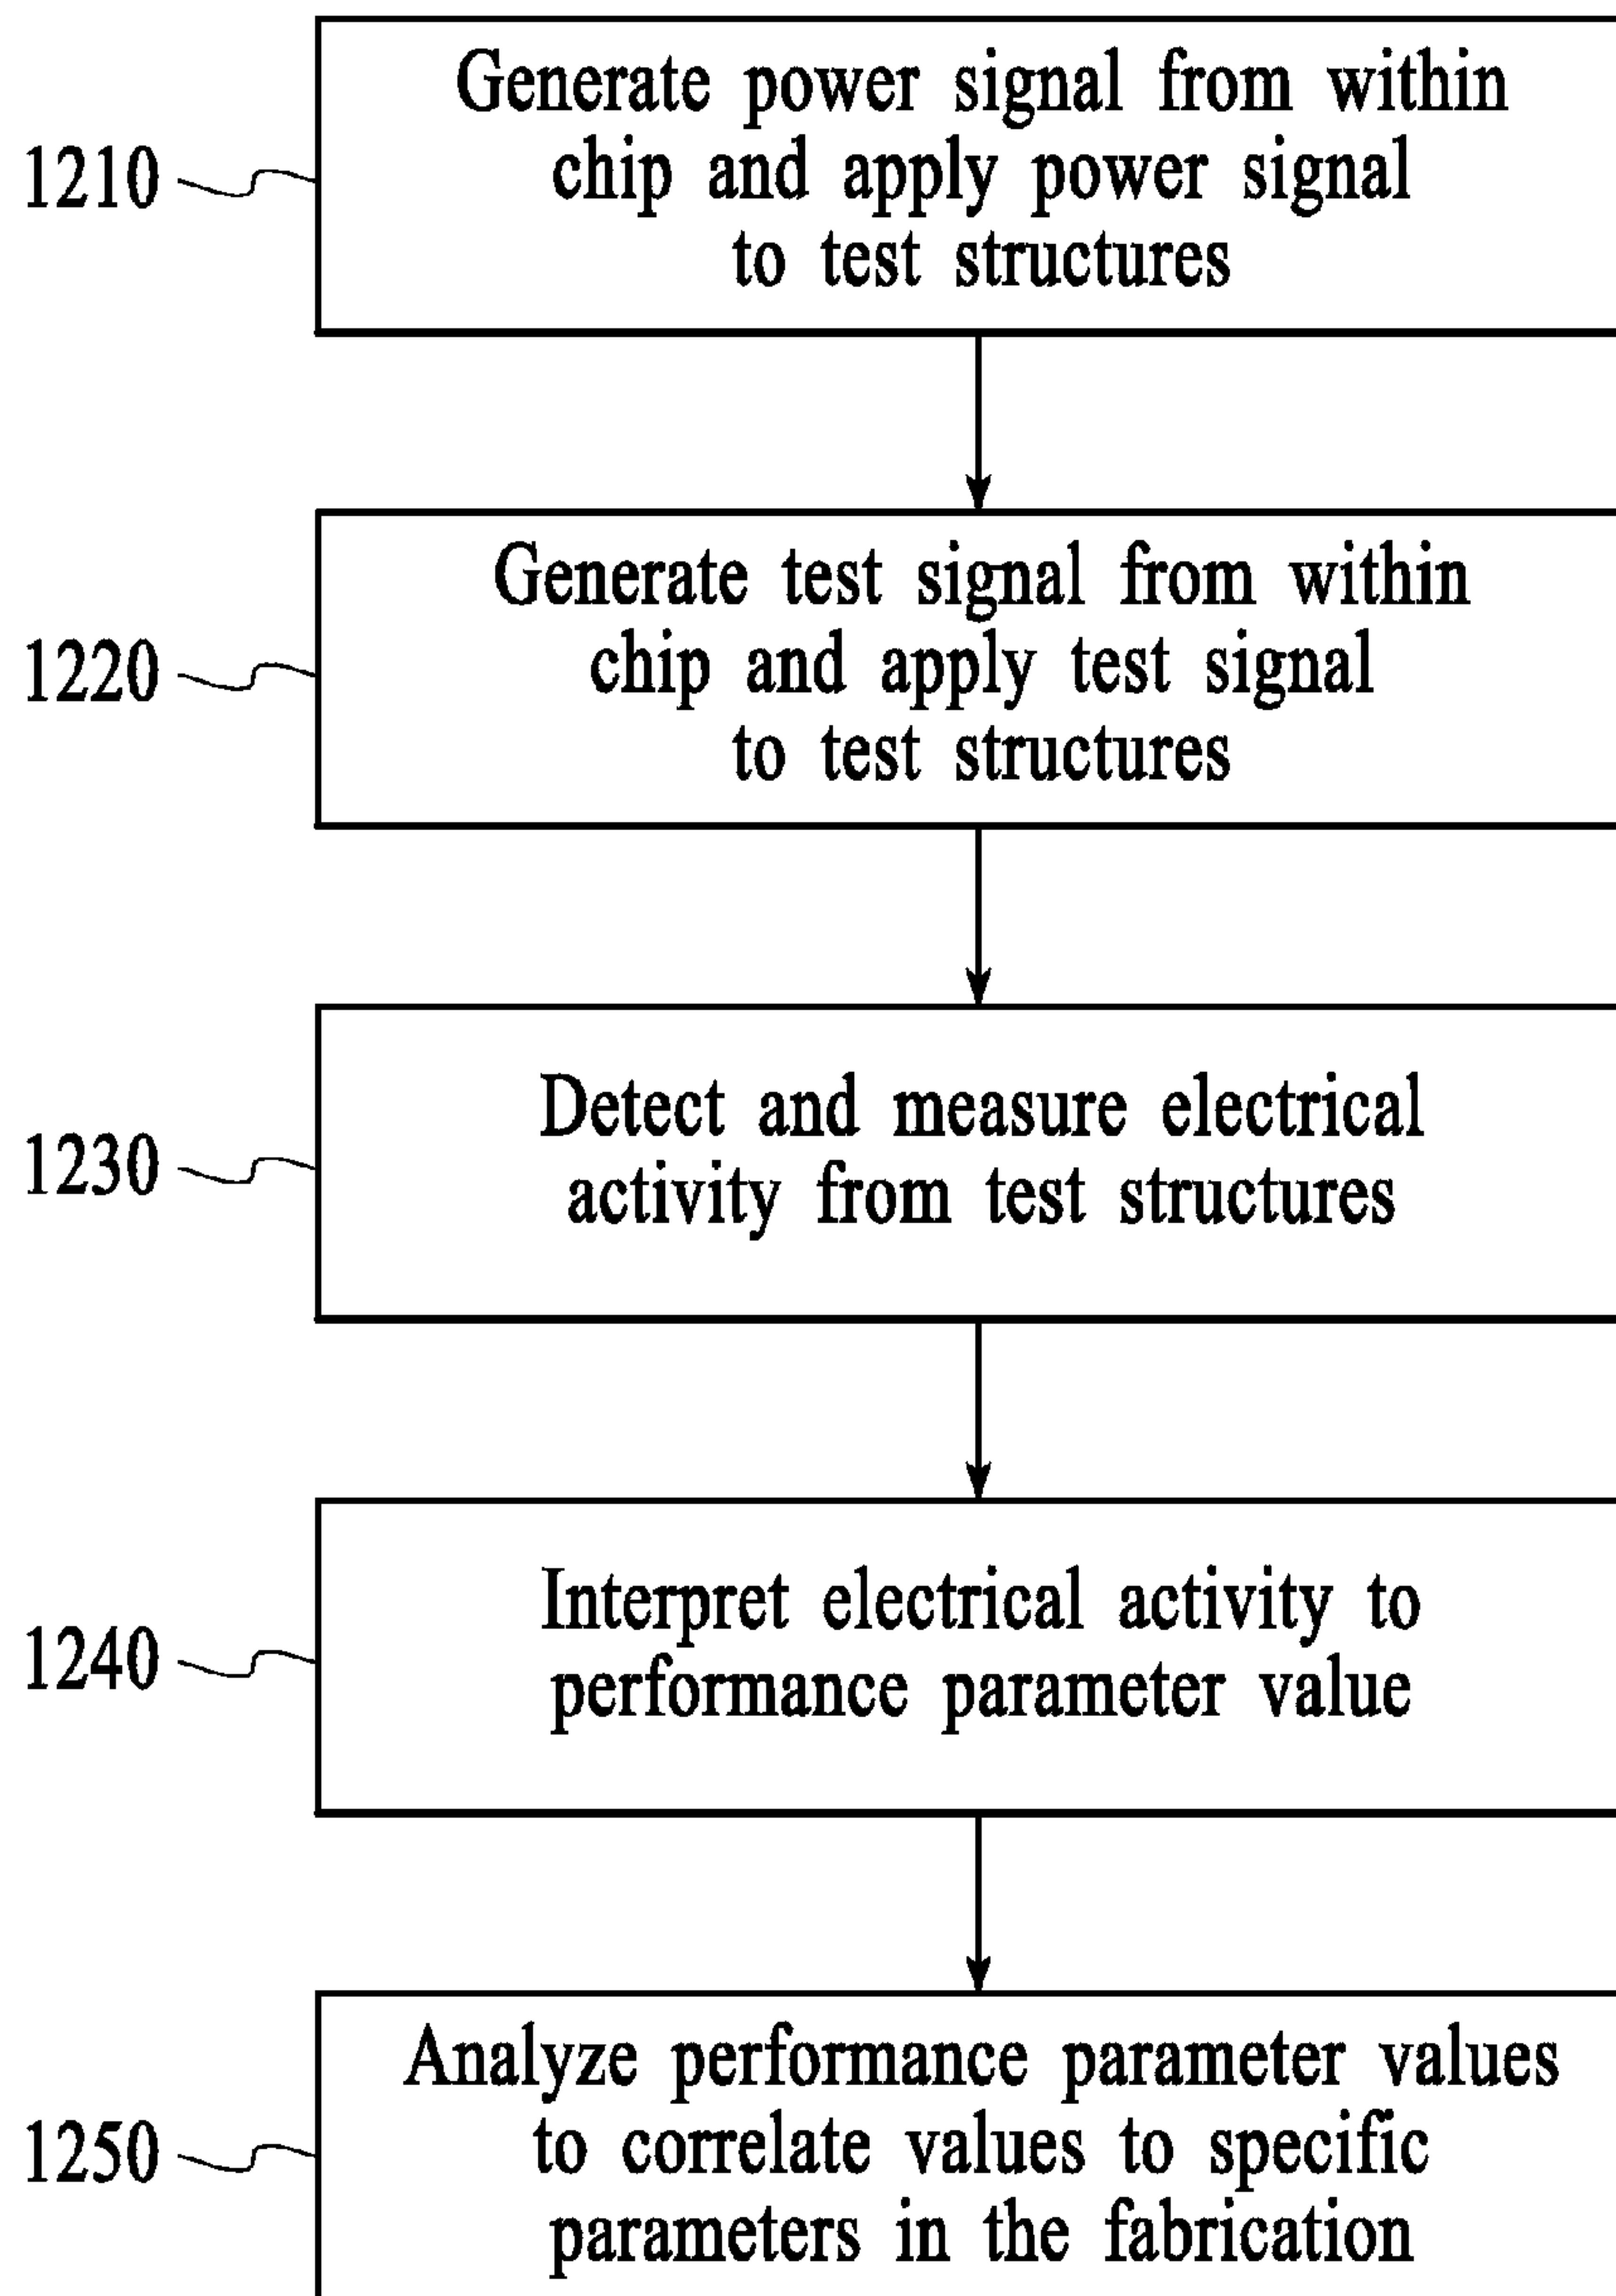 Generate power signal from within
1210
chip and apply power signal
to test structures
Generate test signal from within
1220
chip and apply test signal
to test structures
Detect and measure electrical
1230
activity from test structures
Interpret electrical activity to
1240
performance parameter value
Analyze performance parameter values
1250
to correlate values to specific
parameters in the fabrication